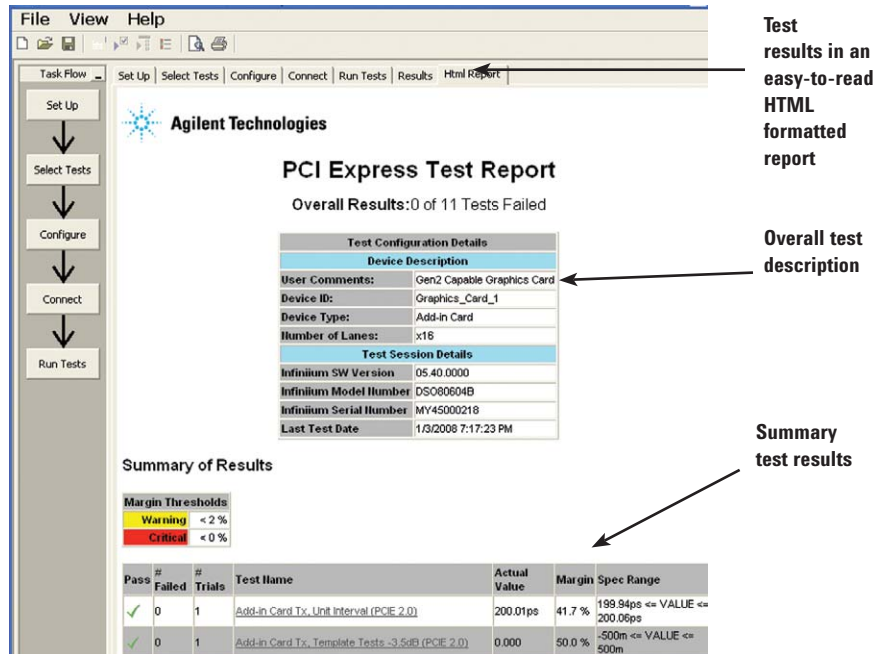 File View Help
Task Flow
Set Up
Select Tests
Configure
Connect
Run Tests
Set Up Select Tests Configure Connect Run Tests Results Html Report
Agilent Technologies
PCI Express Test Report
Overall Results:0 of 11 Tests Failed
Test Configuration Details
Device Description
User Comments: Gen2 Capable Graphics Card
Device ID: Graphics_Card_1
Device Type: Add-in Card
Number of Lanes: x16
Test Session Details
Infiniium SW Version 05.40.0000
Infiniium Model Number DSO80604B
Infiniium Serial Number MY45000218
Last Test Date 1/3/2008 7:17:23 PM
Summary of Results
Margin Thresholds
Warning < 2 %
Critical < 0 %
Pass # Failed # Trials Test Name Actual Value Margin Spec Range
0 1 Add-in Card Tx, Unit Interval (PCIE 2.0) 200.01ps 41.7 % 199.94ps <= VALUE <= 200.06ps
0 1 Add-in Card Tx, Template Tests -3.5dB (PCIE 2.0) 0.000 50.0 % -500m <= VALUE <= 500m
Test
results in an
easy-to-read
HTML
formatted
report
Overall test
description
Summary
test results